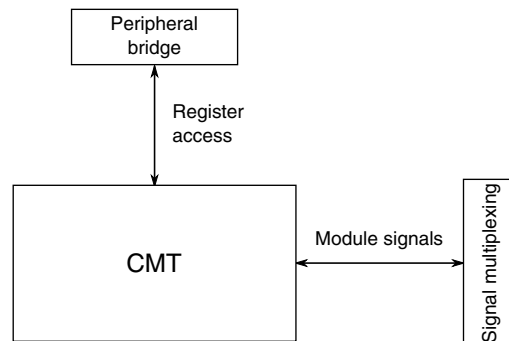 Peripheral
bridge
Register
access
CMT
Module signals
Signal multiplexing